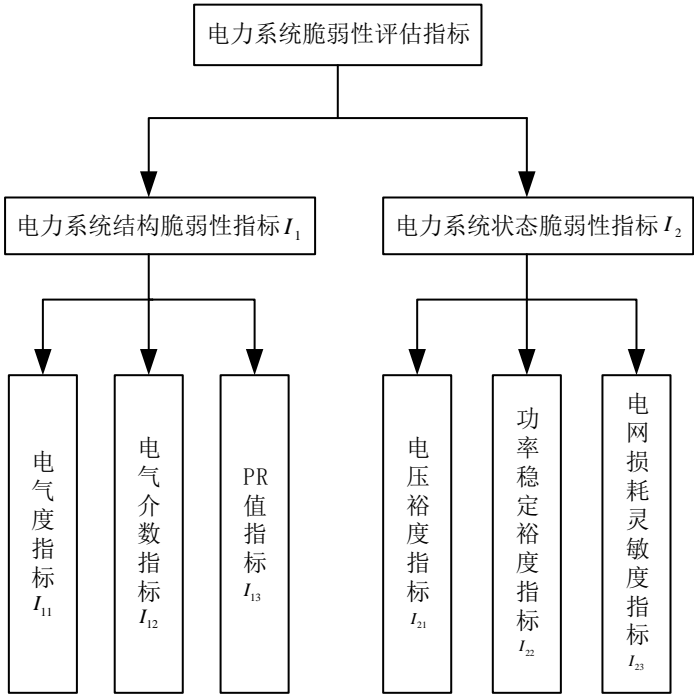 电力系统脆弱性评估指标
电力系统结构脆弱性指标I₁
电力系统状态脆弱性指标I₂
电气度指标I₁₁
电气介数指标I₁₂
PR值指标I₁₃
电压裕度指标I₂₁
功率稳定裕度指标I₂₂
电网损耗灵敏度指标I₂₃